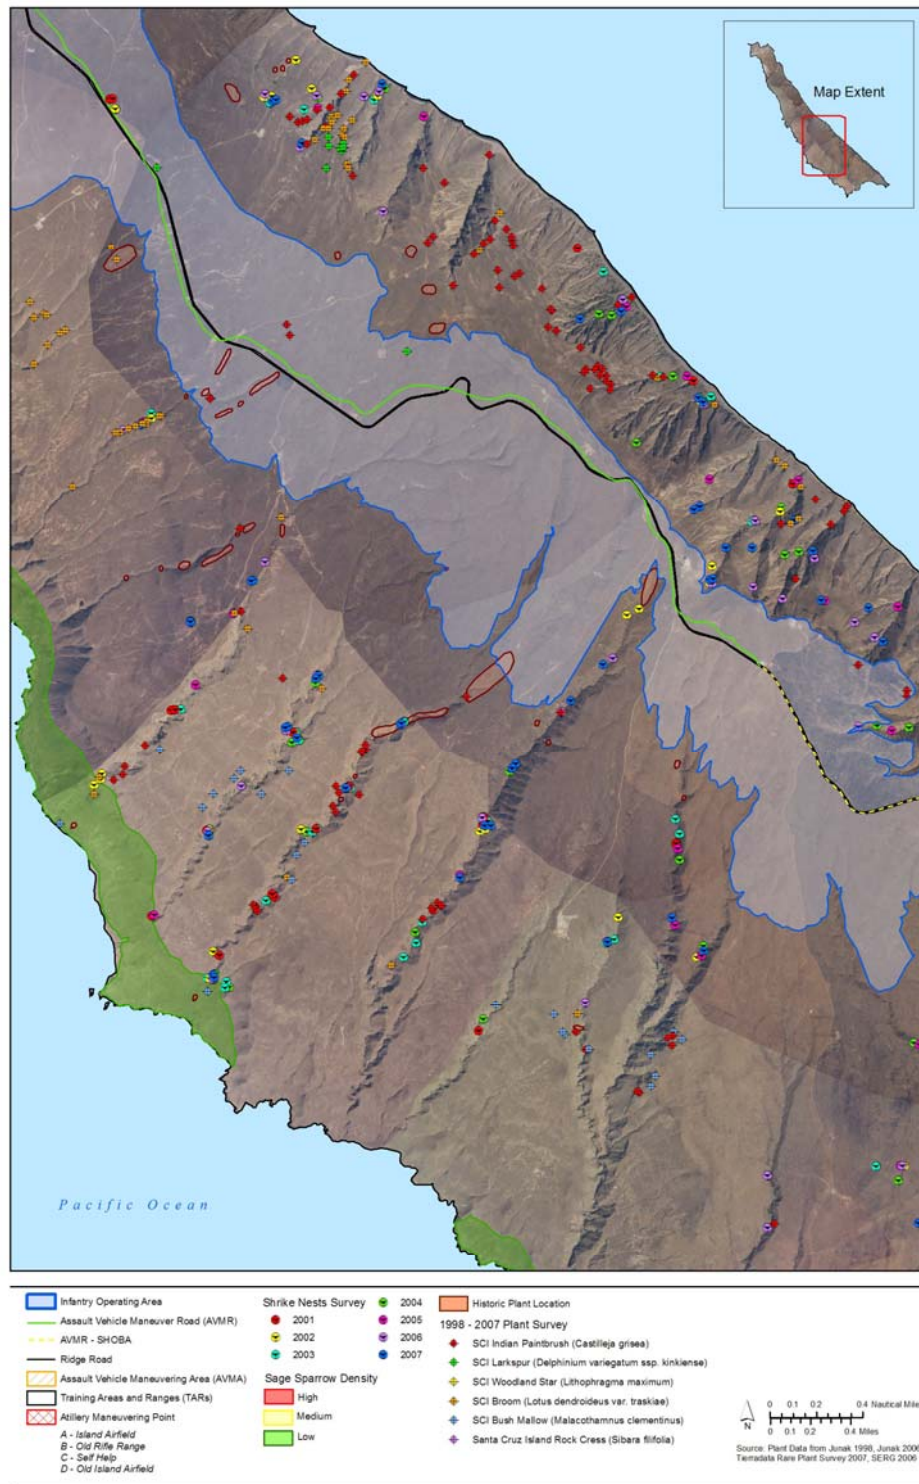 Map Extent
Pacific Ocean
Infantry Operating Area
Assault Vehicle Maneuver Road (AVMR)
AVMR - SHOBA
Ridge Road
Assault Vehicle Maneuvering Area (AVMA)
Training Areas and Ranges (TARs)
Atillery Maneuvering Point
A - Island Airfield
B - Old Rifle Range
C - Self Help
D - Old Island Airfield
Shrike Nests Survey
2001
2002
2003
2004
2005
2006
2007
Sage Sparrow Density
High
Medium
Low
Historic Plant Location
1998 - 2007 Plant Survey
SCI Indian Paintbrush (Castilleja grisea)
SCI Larkspur (Delphinium variegatum ssp. kinkiense)
SCI Woodland Star (Lithophragma maximum)
SCI Broom (Lotus dendroideus var. traskiae)
SCI Bush Mallow (Malacothamnus clementinus)
Santa Cruz Island Rock Cress (Sibara filifolia)
N
0 0.1 0.2 0.4 Nautical Mile
0 0.1 0.2 0.4 Miles
Source: Plant Data from Junak 1998, Junak 2006
Tierradata Rare Plant Survey 2007, SERG 2006